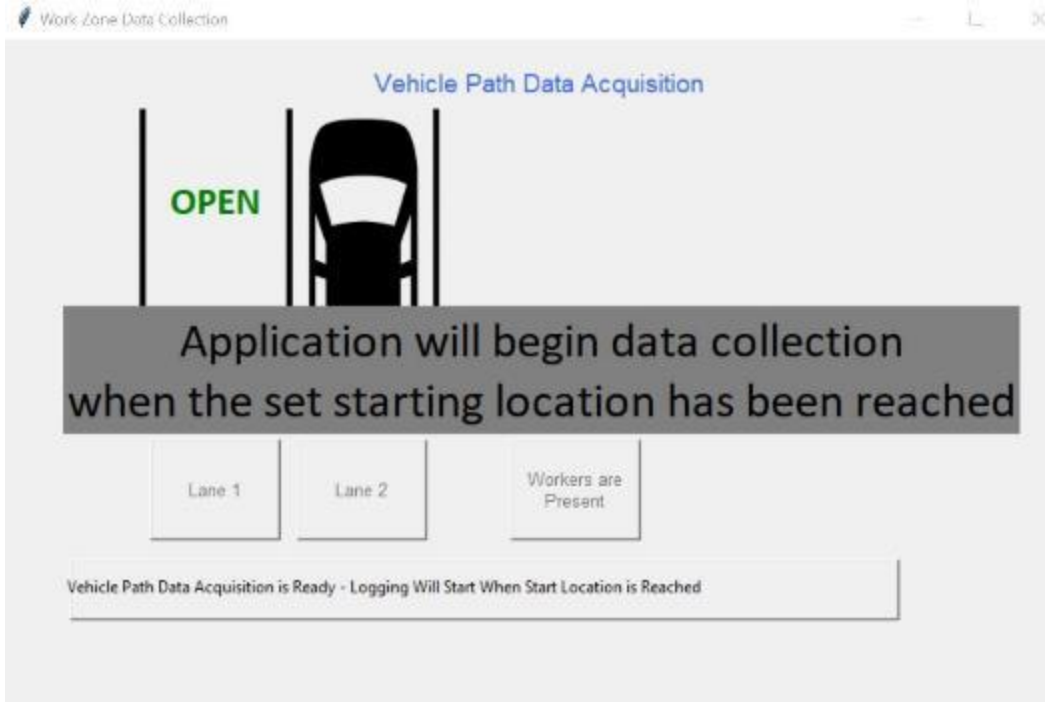 Work Zone Data Collection
Vehicle Path Data Acquisition
OPEN
Application will begin data collection
when the set starting location has been reached
Lane 1
Lane 2
Workers are
Present
Vehicle Path Data Acquisition is Ready - Logging Will Start When Start Location is Reached